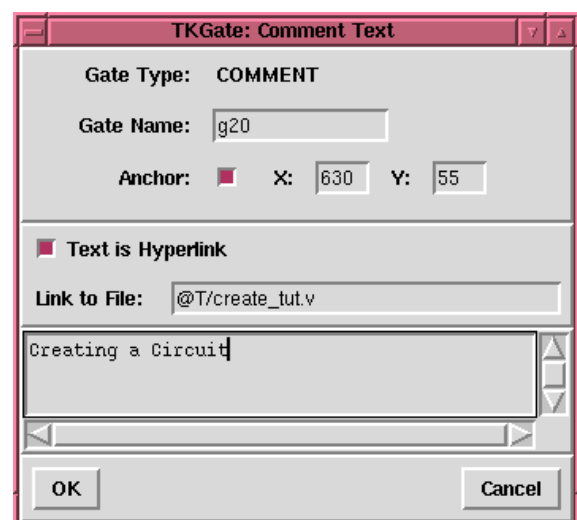 TKGate: Comment Text
Gate Type: COMMENT
Gate Name: g20
Anchor: X: 630 Y: 55
Text is Hyperlink
Link to File: @T/create_tut.v
Creating a Circuit
OK Cancel